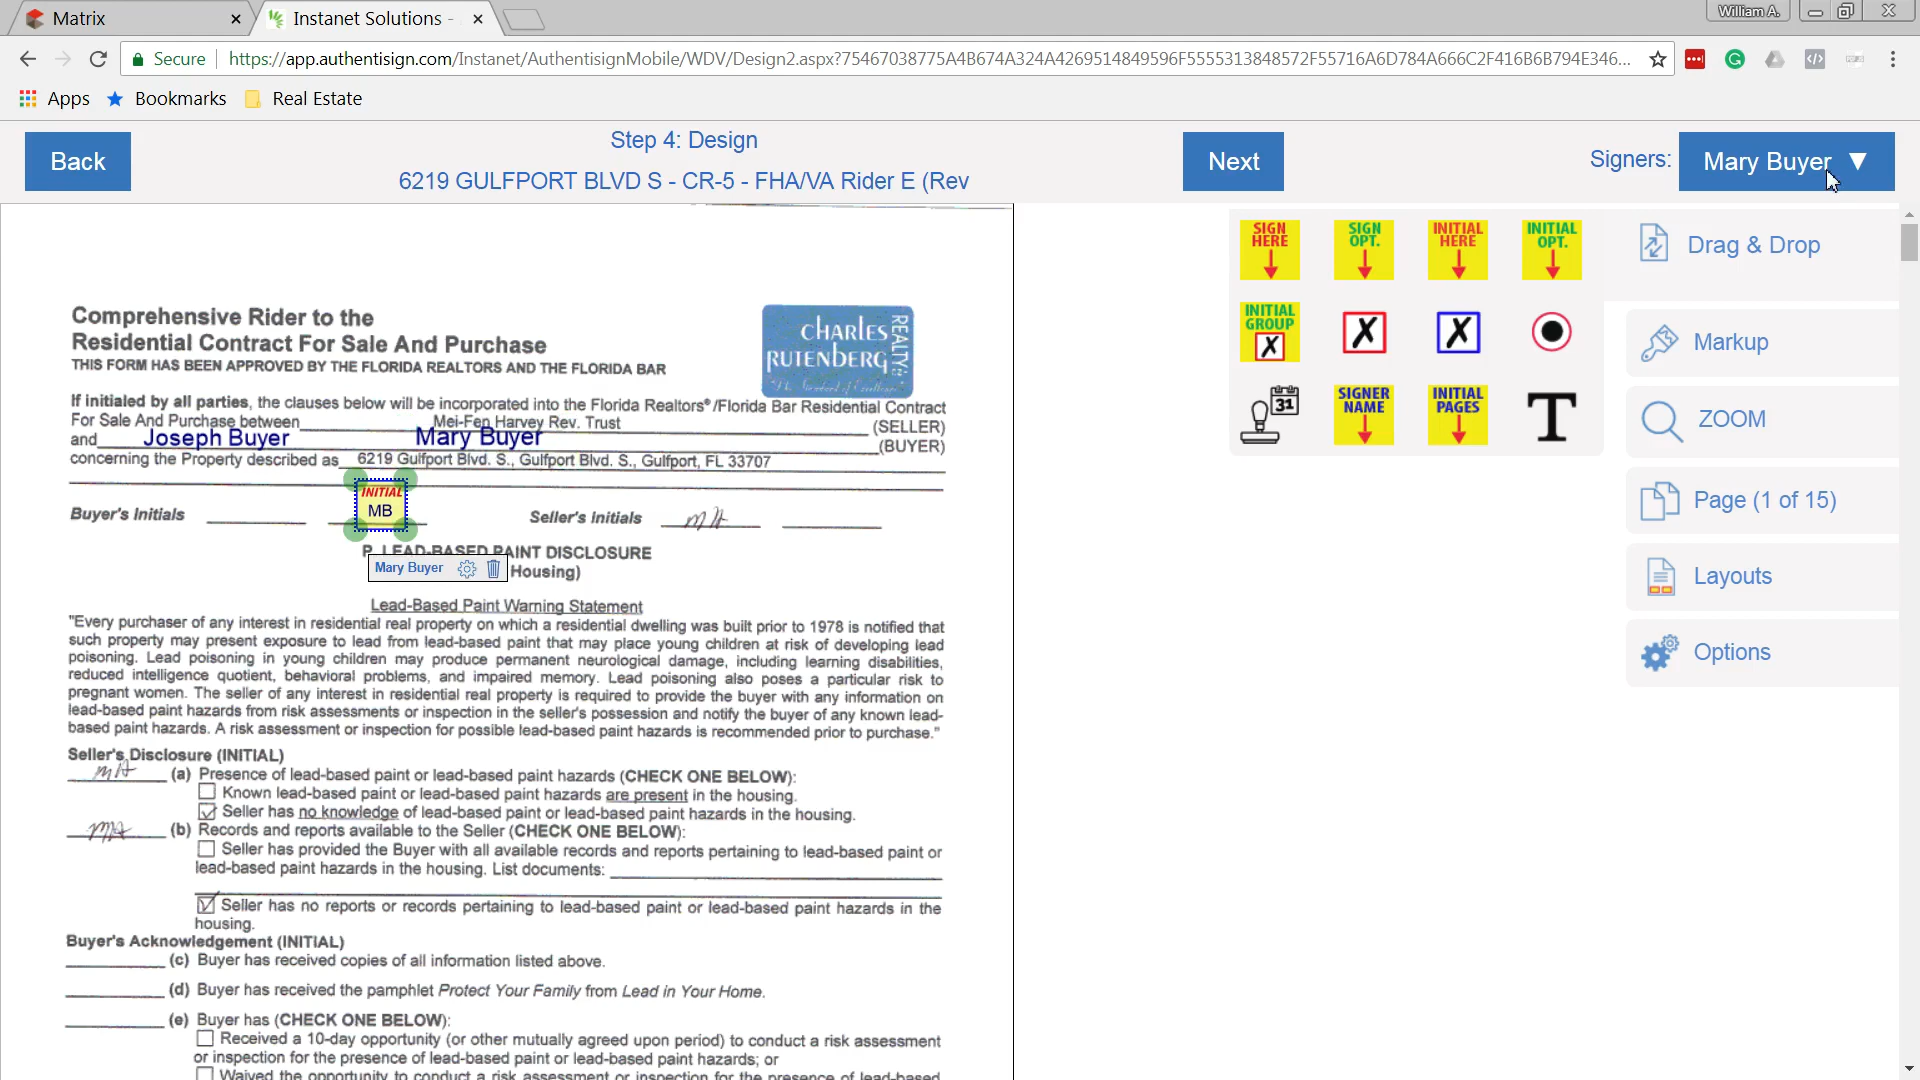 Matrix
Instanet Solutions -
William A.
Secure
https://app.authentisign.com/Instanet/AuthentisignMobile/WDV/Design2.aspx?75467038775A4B674A324A4269514849596F5555313848572F55716A6D784A666C2F416B6B794E346...
Apps
Bookmarks
Real Estate
Back
Step 4: Design
6219 GULFPORT BLVD S - CR-5 - FHA/VA Rider E (Rev
Next
Signers:
Mary Buyer ▼
SIGN HERE
SIGN OPT.
INITIAL HERE
INITIAL OPT.
INITIAL GROUP
X
X
X
31
SIGNER NAME
INITIAL PAGES
T
Drag & Drop
Markup
ZOOM
Page (1 of 15)
Layouts
Options
Comprehensive Rider to the
Residential Contract For Sale And Purchase
THIS FORM HAS BEEN APPROVED BY THE FLORIDA REALTORS AND THE FLORIDA BAR
CHARLES
RUTENBERG
REALTY
If initialed by all parties, the clauses below will be incorporated into the Florida Realtors®/Florida Bar Residential Contract
For Sale And Purchase between Mei-Fen Harvey Rev. Trust (SELLER)
and Joseph Buyer Mary Buyer (BUYER)
concerning the Property described as 6219 Gulfport Blvd. S., Gulfport Blvd. S., Gulfport, FL 33707
INITIAL
MB
Buyer's Initials
Seller's Initials MH
P. LEAD-BASED PAINT DISCLOSURE
Mary Buyer
Housing)
Lead-Based Paint Warning Statement
"Every purchaser of any interest in residential real property on which a residential dwelling was built prior to 1978 is notified that
such property may present exposure to lead from lead-based paint that may place young children at risk of developing lead
poisoning. Lead poisoning in young children may produce permanent neurological damage, including learning disabilities,
reduced intelligence quotient, behavioral problems, and impaired memory. Lead poisoning also poses a particular risk to
pregnant women. The seller of any interest in residential real property is required to provide the buyer with any information on
lead-based paint hazards from risk assessments or inspection in the seller's possession and notify the buyer of any known lead-
based paint hazards. A risk assessment or inspection for possible lead-based paint hazards is recommended prior to purchase."
Seller's Disclosure (INITIAL)
MH (a) Presence of lead-based paint or lead-based paint hazards (CHECK ONE BELOW):
Known lead-based paint or lead-based paint hazards are present in the housing.
Seller has no knowledge of lead-based paint or lead-based paint hazards in the housing.
MH (b) Records and reports available to the Seller (CHECK ONE BELOW):
Seller has provided the Buyer with all available records and reports pertaining to lead-based paint or
lead-based paint hazards in the housing. List documents:
Seller has no reports or records pertaining to lead-based paint or lead-based paint hazards in the
housing.
Buyer's Acknowledgement (INITIAL)
(c) Buyer has received copies of all information listed above.
(d) Buyer has received the pamphlet Protect Your Family from Lead in Your Home.
(e) Buyer has (CHECK ONE BELOW):
Received a 10-day opportunity (or other mutually agreed upon period) to conduct a risk assessment
or inspection for the presence of lead-based paint or lead-based paint hazards; or
Waived the opportunity to conduct a risk assessment or inspection for the presence of lead-based